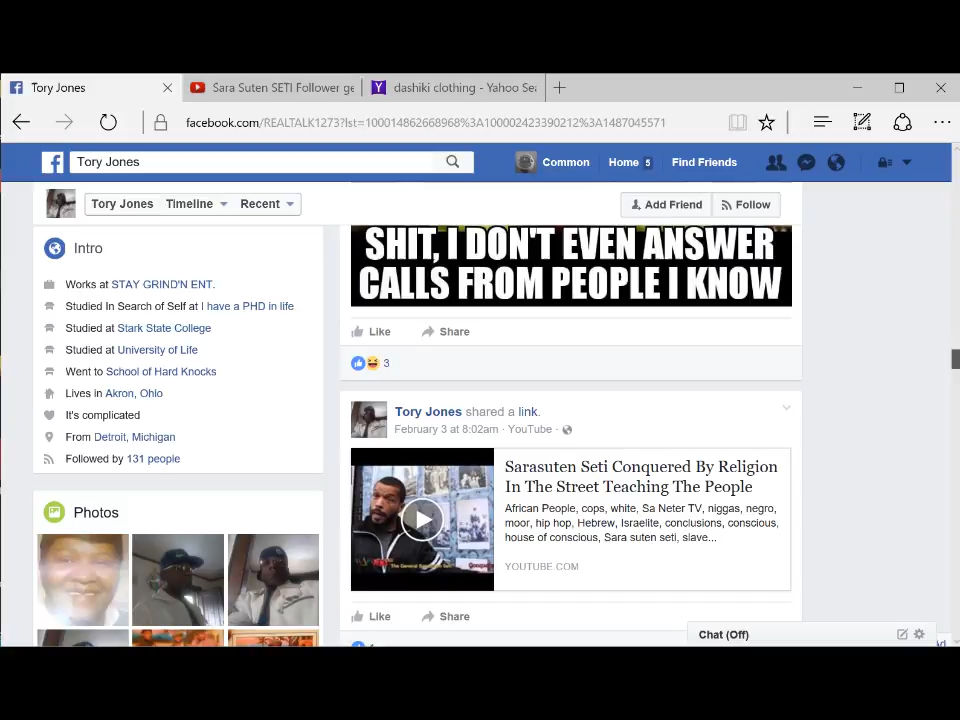 Tory Jones
Sara Suten SETI Follower ge
dashiki clothing - Yahoo Sea
facebook.com/REALTALK1273?lst=100014862668968%3A100002423390212%3A1487045571
Tory Jones
Common
Home 5
Find Friends
Tory Jones
Timeline
Recent
Add Friend
Follow
Intro
Works at STAY GRIND'N ENT.
Studied In Search of Self at I have a PHD in life
Studied at Stark State College
Studied at University of Life
Went to School of Hard Knocks
Lives in Akron, Ohio
It's complicated
From Detroit, Michigan
Followed by 131 people
Photos
SHIT, I DON'T EVEN ANSWER
CALLS FROM PEOPLE I KNOW
Like Share
3
Tory Jones shared a link.
February 3 at 8:02am · YouTube ·
Sarasuten Seti Conquered By Religion
In The Street Teaching The People
African People, cops, white, Sa Neter TV, niggas, negro,
moor, hip hop, Hebrew, Israelite, conclusions, conscious,
house of conscious, Sara suten seti, slave...
YOUTUBE.COM
Like Share
Chat (Off)